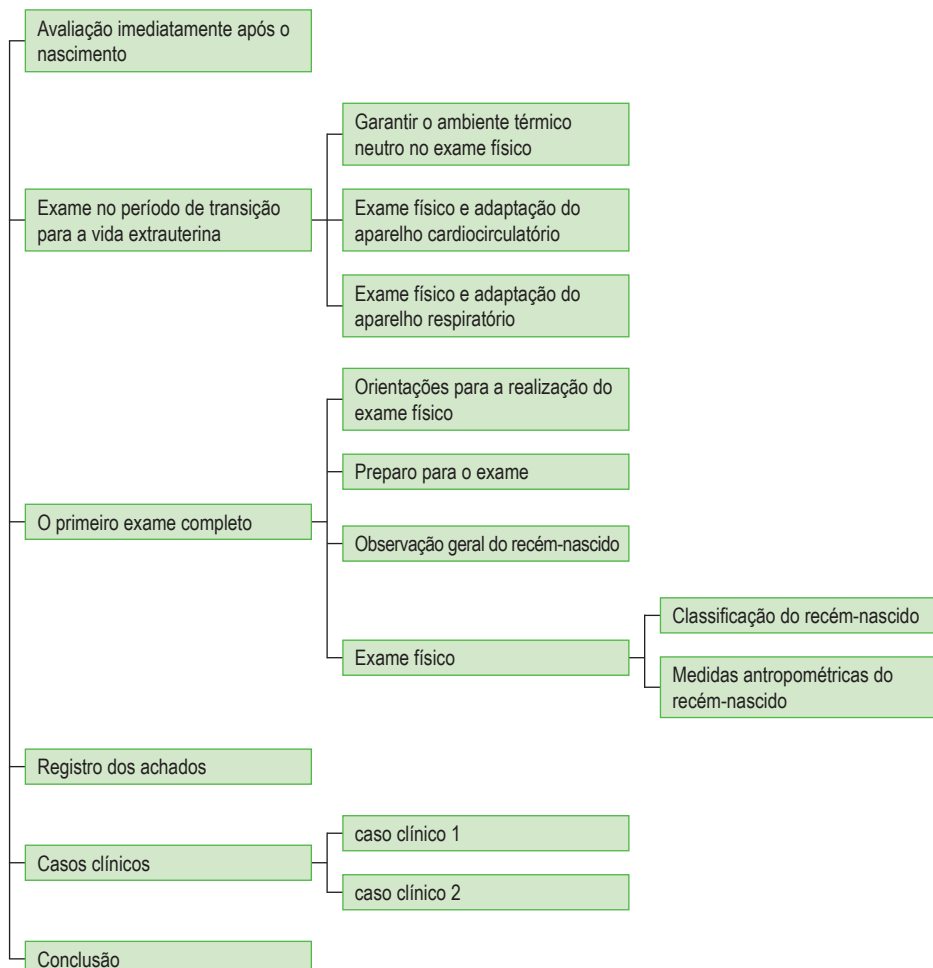 Avaliação imediatamente após o
nascimento
Garantir o ambiente térmico
neutro no exame físico
Exame no período de transição
para a vida extrauterina
Exame físico e adaptação do
aparelho cardiocirculatório
Exame físico e adaptação do
aparelho respiratório
Orientações para a realização do
exame físico
Preparo para o exame
O primeiro exame completo
Observação geral do recém-nascido
Exame físico
Classificação do recém-nascido
Medidas antropométricas do
recém-nascido
Registro dos achados
Casos clínicos
caso clínico 1
caso clínico 2
Conclusão